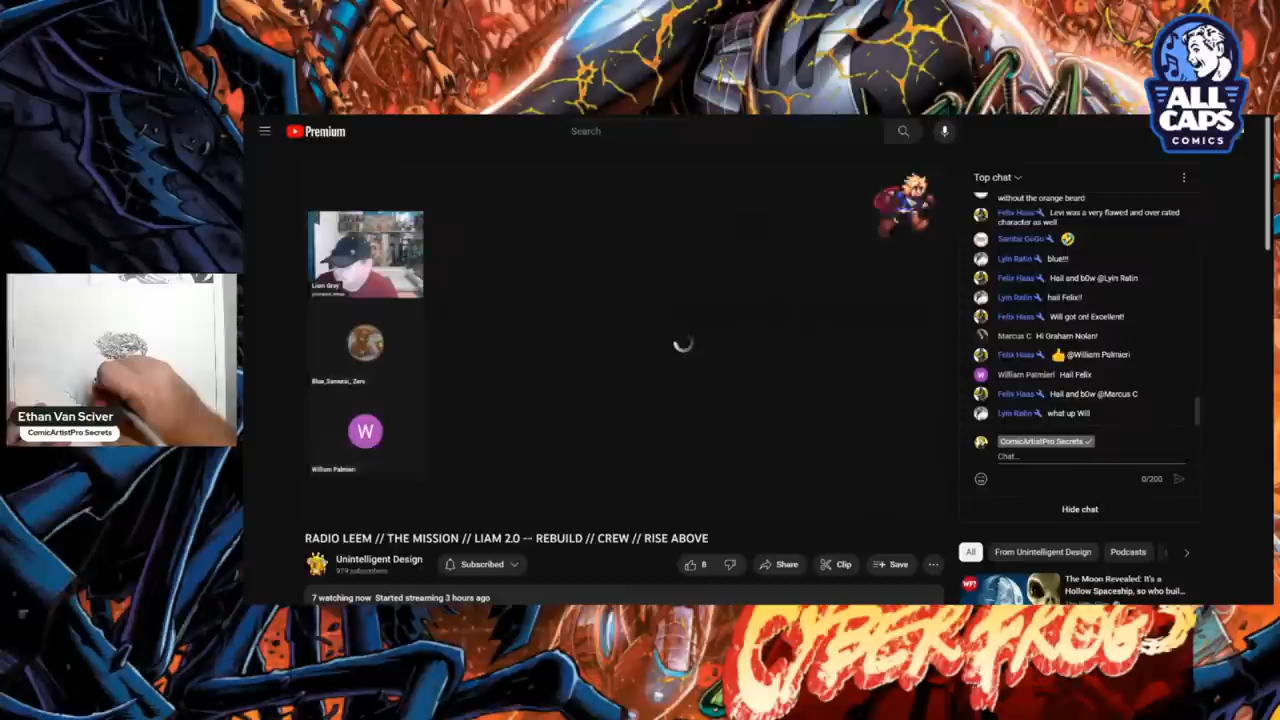 ALL
CAPS
COMICS
Premium
Search
Top chat
without the orange beard
Felix Haas Levi was a very flawed and over rated
character as well
Samba GoGo
Lyin Ratin blue!!!
Felix Haas Hail and b0w @Lyin Ratin
Lyin Ratin hail Felix!!
Felix Haas Will got on! Excellent!
Marcus C Hi Graham Nolan!
Felix Haas @William Palmieri
W William Palmieri Hail Felix
Felix Haas Hail and b0w @Marcus C
Lyin Ratin what up Will
ComicArtistPro Secrets
Chat...
0/200
Hide chat
Liam Grey
Blue_Samurai_Zero
W
William Palmieri
Ethan Van Sciver
ComicArtistPro Secrets
RADIO LEEM // THE MISSION // LIAM 2.0 -- REBUILD // CREW // RISE ABOVE
Unintelligent Design
979 subscribers
Subscribed
8
Share
Clip
Save
7 watching now Started streaming 3 hours ago
All
From Unintelligent Design
Podcasts
WF?
The Moon Revealed: It's a
Hollow Spaceship, so who buil...
CYBERFROG